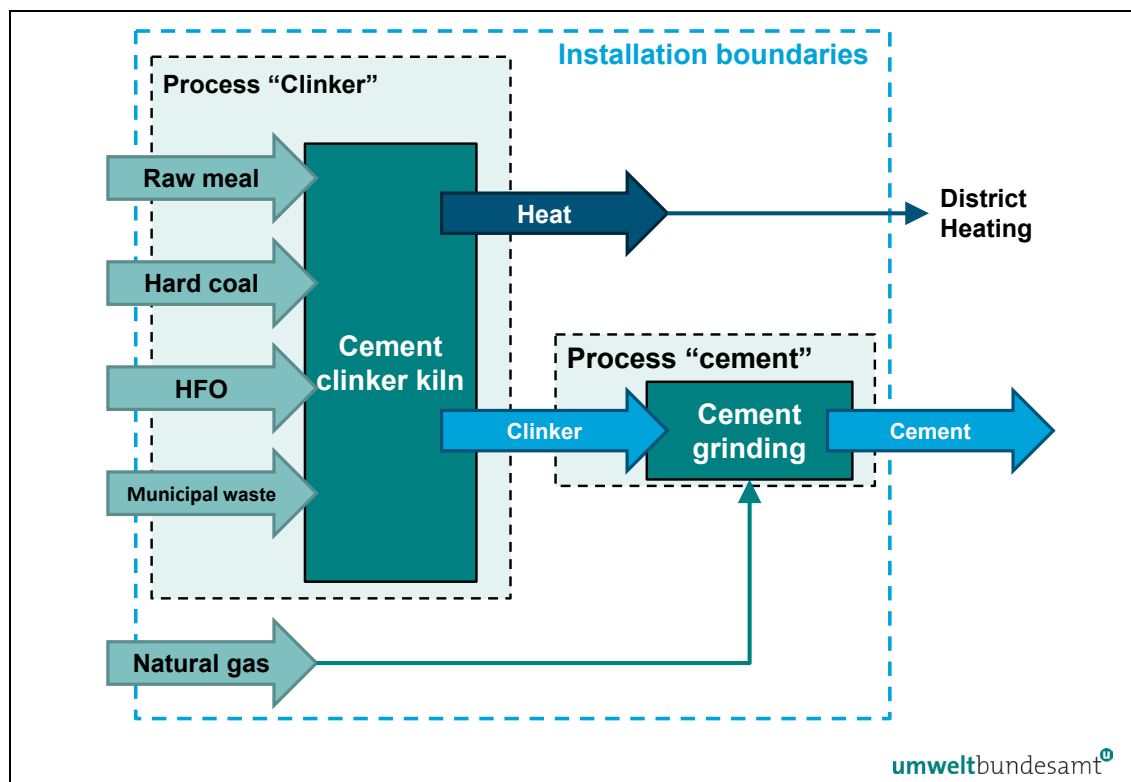 Installation boundaries
Process “Clinker”
Raw meal
Hard coal
HFO
Municipal waste
Natural gas
Cement
clinker kiln
Heat
District
Heating
Process “cement”
Clinker
Cement
grinding
Cement
umweltbundesamt
u